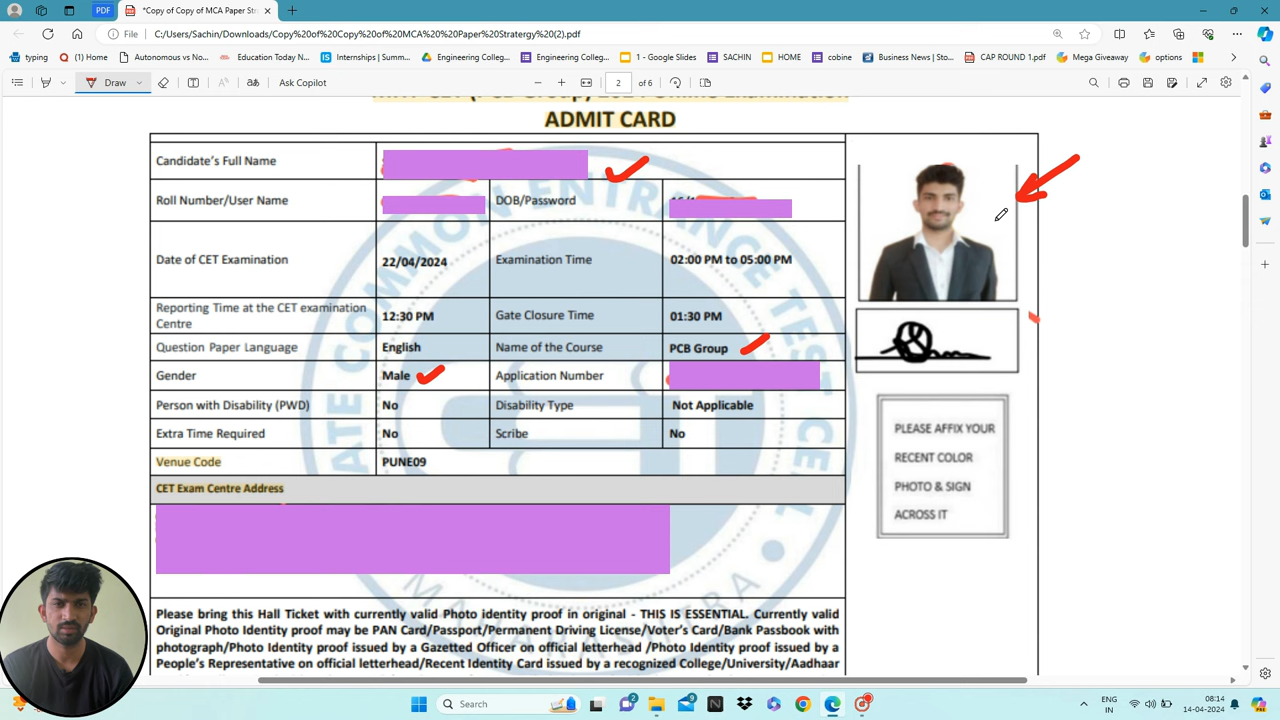 PDF
*Copy of Copy of MCA Paper Str
File
C:/Users/Sachin/Downloads/Copy%20of%20Copy%20of%20MCA%20%20Paper%20Stratergy%20(2).pdf
typing
(1) Home
Autonomous vs No...
Education Today N...
Internships | Summ...
Engineering Colleg...
1 - Google Slides
SACHIN
HOME
cobine
Business News | Sto...
CAP ROUND 1.pdf
Mega Giveaway
options
Draw
Ask Copilot
2
of 6
ADMIT CARD
Candidate's Full Name
Roll Number/User Name
DOB/Password
Date of CET Examination
22/04/2024
Examination Time
02:00 PM to 05:00 PM
Reporting Time at the CET examination
Centre
12:30 PM
Gate Closure Time
01:30 PM
Question Paper Language
English
Name of the Course
PCB Group
Gender
Male
Application Number
Person with Disability (PWD)
No
Disability Type
Not Applicable
Extra Time Required
No
Scribe
No
Venue Code
PUNE09
CET Exam Centre Address
PLEASE AFFIX YOUR
RECENT COLOR
PHOTO & SIGN
ACROSS IT
Please bring this Hall Ticket with currently valid Photo identity proof in original - THIS IS ESSENTIAL. Currently valid
Original Photo Identity proof may be PAN Card/Passport/Permanent Driving License/Voter's Card/Bank Passbook with
photograph/Photo Identity proof issued by a Gazetted Officer on official letterhead /Photo identity proof issued by a
People's Representative on official letterhead/Recent Identity Card issued by a recognized College/University/Aadhaar
ATE COMMON ENTRANCE TEST CE
MAHARASHTRA
Search
ENG
IN
08:14
14-04-2024